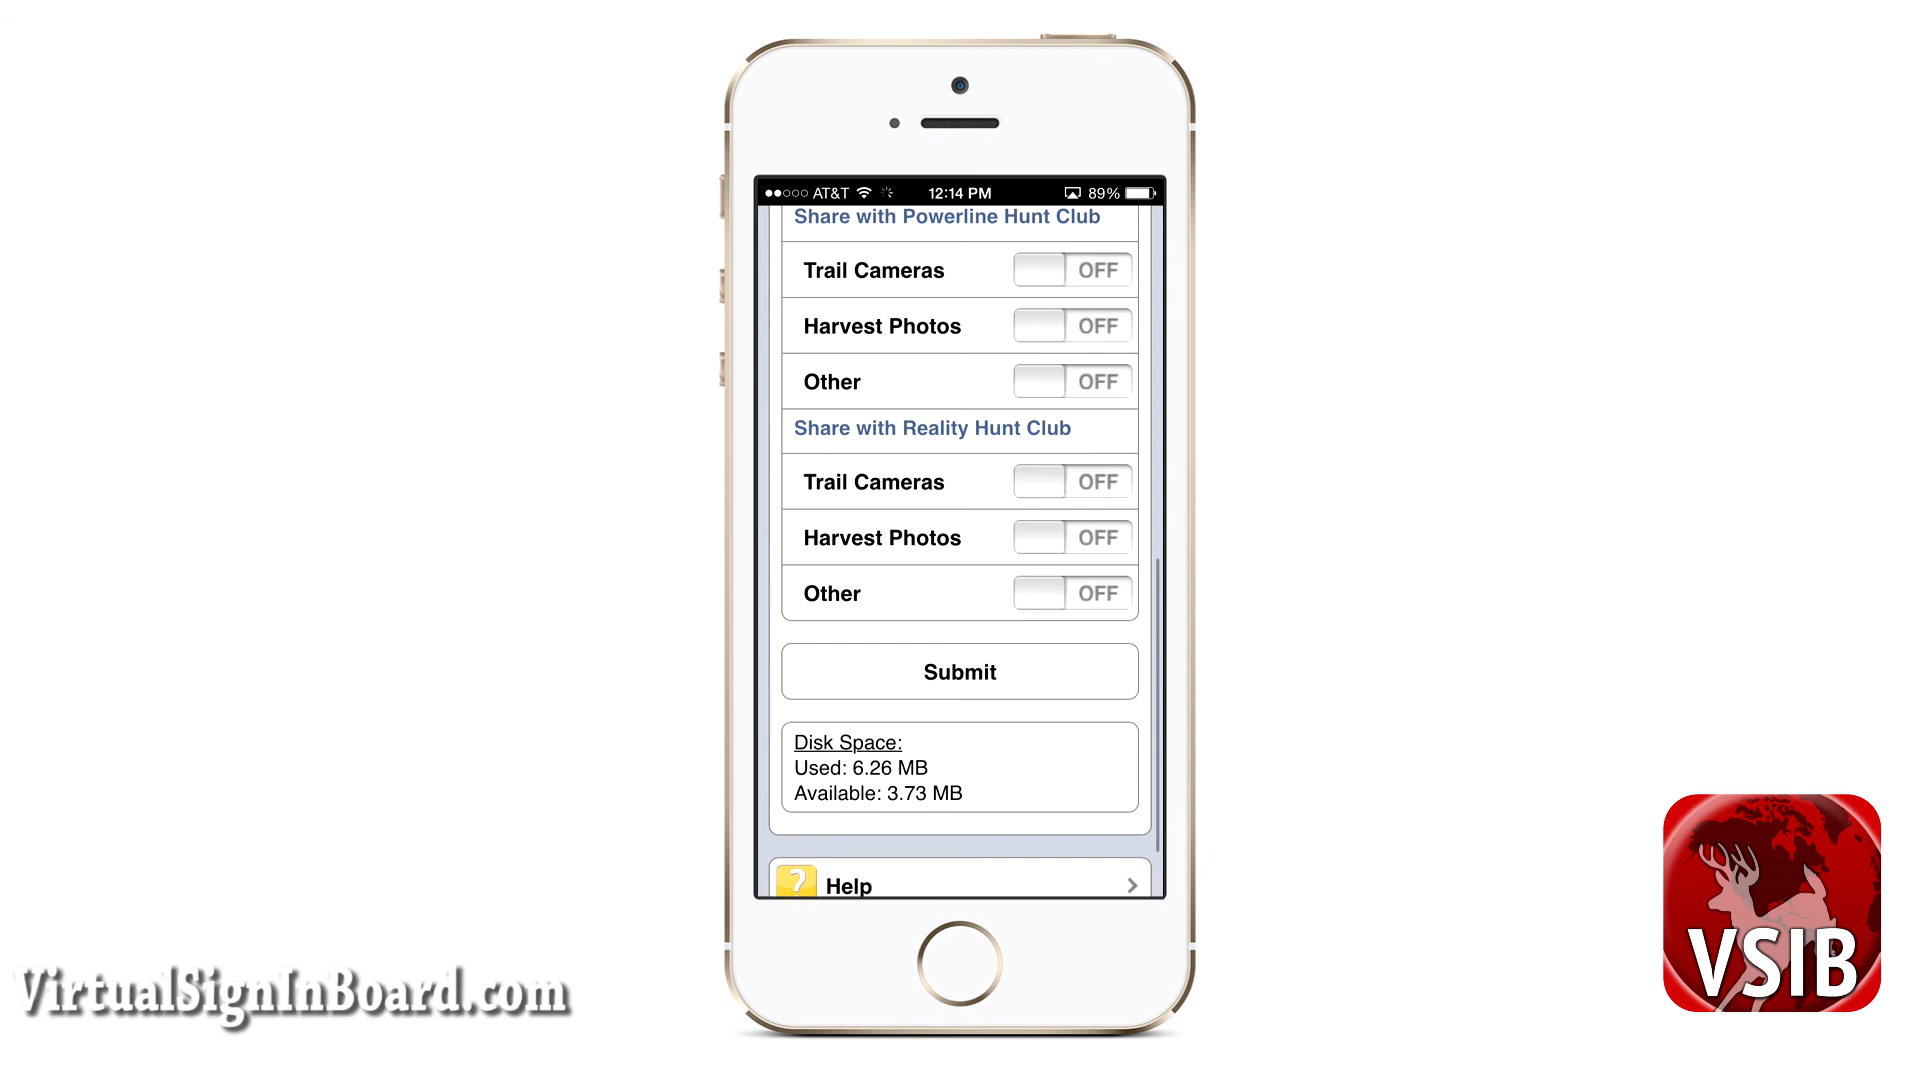 AT&T 12:14 PM 89%
Share with Powerline Hunt Club
Trail Cameras OFF
Harvest Photos OFF
Other OFF
Share with Reality Hunt Club
Trail Cameras OFF
Harvest Photos OFF
Other OFF
Submit
Disk Space:
Used: 6.26 MB
Available: 3.73 MB
? Help
VirtualSignInBoard.com
VSIB